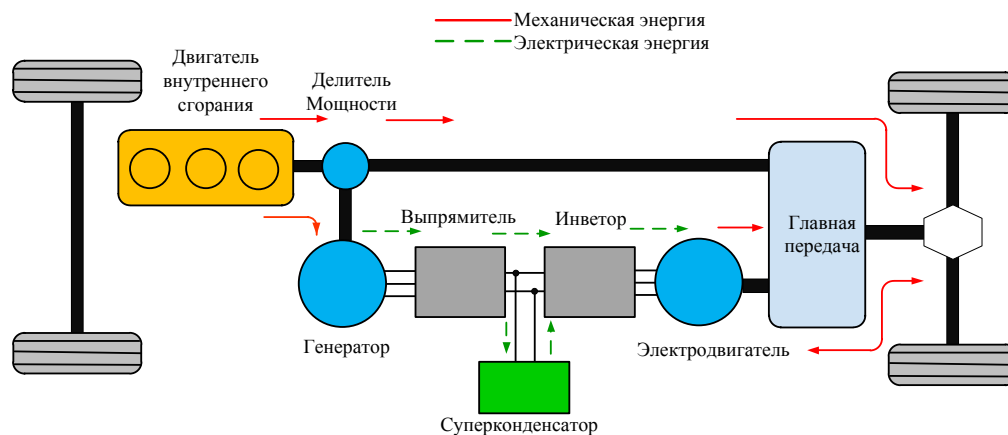 Механическая энергия
Электрическая энергия
Двигатель
внутреннего
сгорания
Делитель
Мощности
Выпрямитель
Инветор
Главная
передача
Генератор
Электродвигатель
Суперконденсатор